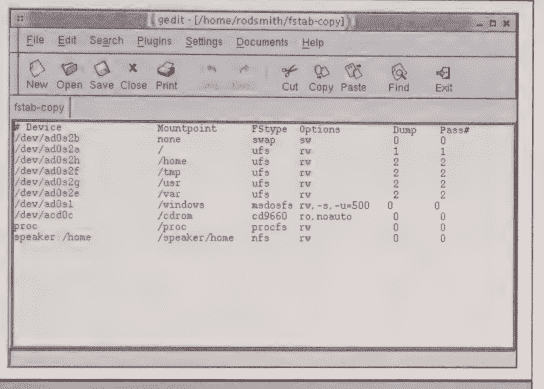 gedit - [/home/rodsmith/fstab-copy]
File Edit Search Plugins Settings Documents Help
New Open Save Close Print Cut Copy Paste Find Exit
fstab-copy
# Device Mountpoint FStype Options Dump Pass#
/dev/ad0s2b none swap sw 0 0
/dev/ad0s2a / ufs rw 1 1
/dev/ad0s2h /home ufs rw 2 2
/dev/ad0s2f /tmp ufs rw 2 2
/dev/ad0s2g /usr ufs rw 2 2
/dev/ad0s2e /var ufs rw 2 2
/dev/ad0s1 /windows msdosfs rw,-s,-u=500 0 0
/dev/acd0c /cdrom cd9660 ro,noauto 0 0
proc /proc procfs rw 0 0
speaker:/home /speaker/home nfs rw 0 0